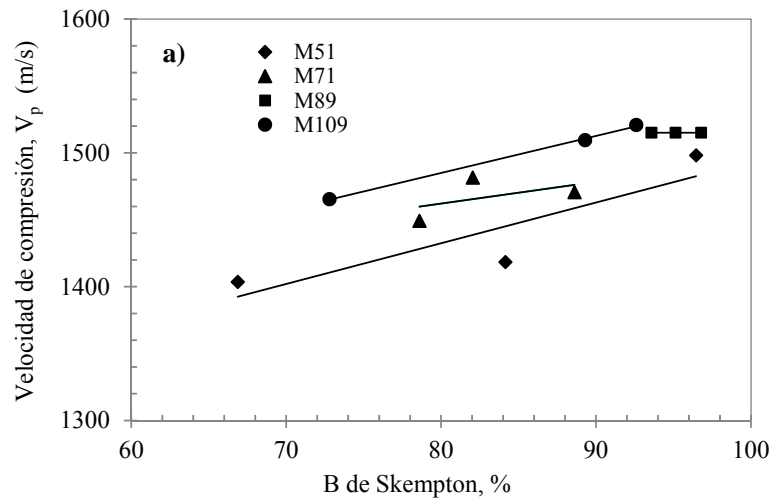 a)
M51
M71
M89
M109
Velocidad de compresión, Vₚ (m/s)
1600
1500
1400
1300
60 70 80 90 100
B de Skempton, %